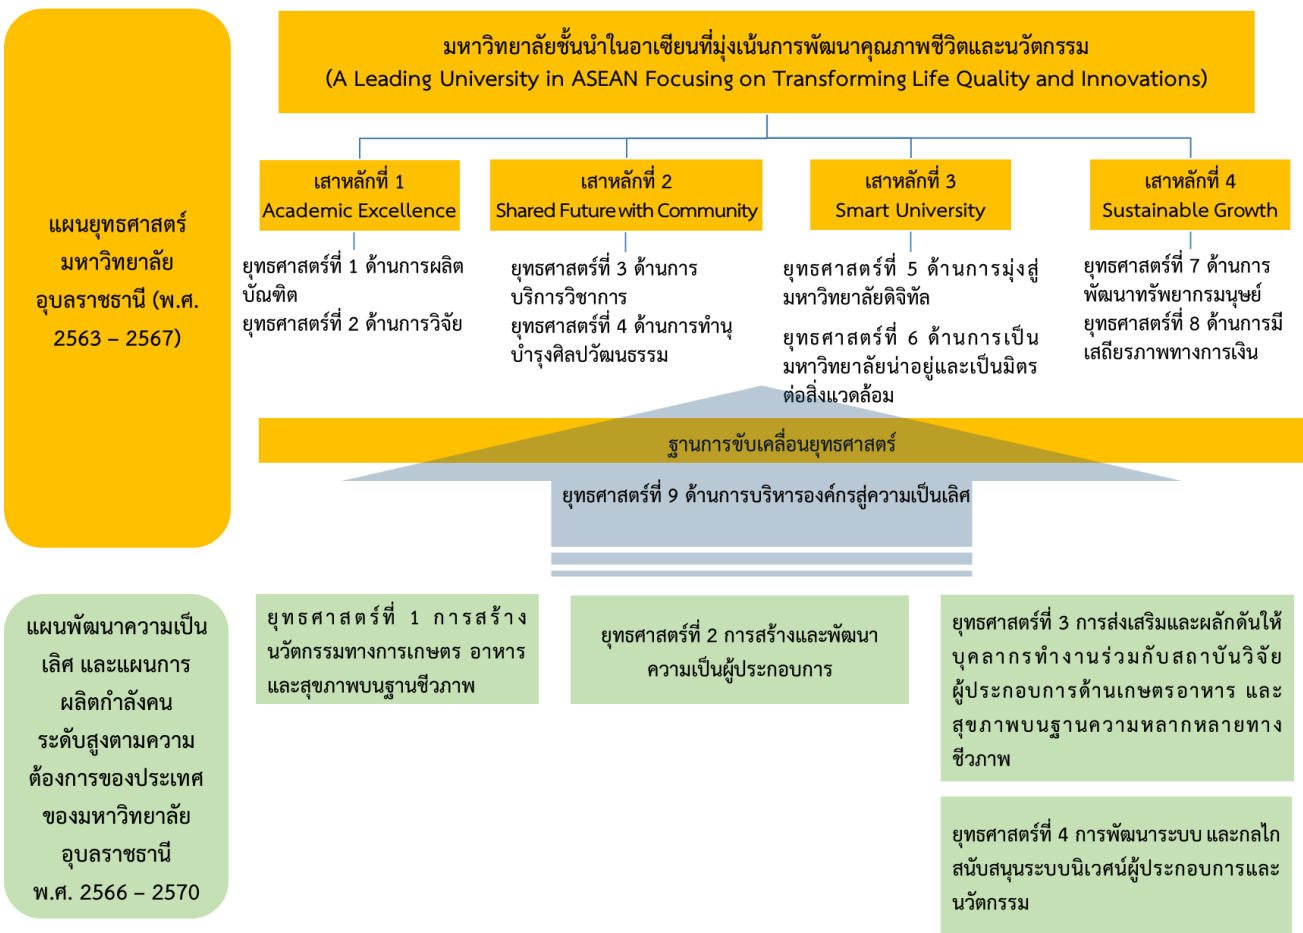 แผนยุทธศาสตร์
มหาวิทยาลัย
อุบลราชธานี (พ.ศ.
2563 – 2567)
มหาวิทยาลัยชั้นนำในอาเซียนที่มุ่งเน้นการพัฒนาคุณภาพชีวิตและนวัตกรรม
(A Leading University in ASEAN Focusing on Transforming Life Quality and Innovations)
เสาหลักที่ 1
Academic Excellence
ยุทธศาสตร์ที่ 1 ด้านการผลิต
บัณฑิต
ยุทธศาสตร์ที่ 2 ด้านการวิจัย
เสาหลักที่ 2
Shared Future with Community
ยุทธศาสตร์ที่ 3 ด้านการ
บริการวิชาการ
ยุทธศาสตร์ที่ 4 ด้านการทำนุ
บำรุงศิลปวัฒนธรรม
เสาหลักที่ 3
Smart University
ยุทธศาสตร์ที่ 5 ด้านการมุ่งสู่
มหาวิทยาลัยดิจิทัล
ยุทธศาสตร์ที่ 6 ด้านการเป็น
มหาวิทยาลัยน่าอยู่และเป็นมิตร
ต่อสิ่งแวดล้อม
เสาหลักที่ 4
Sustainable Growth
ยุทธศาสตร์ที่ 7 ด้านการ
พัฒนาทรัพยากรมนุษย์
ยุทธศาสตร์ที่ 8 ด้านการมี
เสถียรภาพทางการเงิน
ฐานการขับเคลื่อนยุทธศาสตร์
ยุทธศาสตร์ที่ 9 ด้านการบริหารองค์กรสู่ความเป็นเลิศ
แผนพัฒนาความเป็น
เลิศ และแผนการ
ผลิตกำลังคน
ระดับสูงตามความ
ต้องการของประเทศ
ของมหาวิทยาลัย
อุบลราชธานี
พ.ศ. 2566 – 2570
ยุทธศาสตร์ที่ 1 การสร้าง
นวัตกรรมทางการเกษตร อาหาร
และสุขภาพบนฐานชีวภาพ
ยุทธศาสตร์ที่ 2 การสร้างและพัฒนา
ความเป็นผู้ประกอบการ
ยุทธศาสตร์ที่ 3 การส่งเสริมและผลักดันให้
บุคลากรทำงานร่วมกับสถาบันวิจัย
ผู้ประกอบการด้านเกษตรอาหาร และ
สุขภาพบนฐานความหลากหลายทาง
ชีวภาพ
ยุทธศาสตร์ที่ 4 การพัฒนาระบบ และกลไก
สนับสนุนระบบนิเวศน์ผู้ประกอบการและ
นวัตกรรม